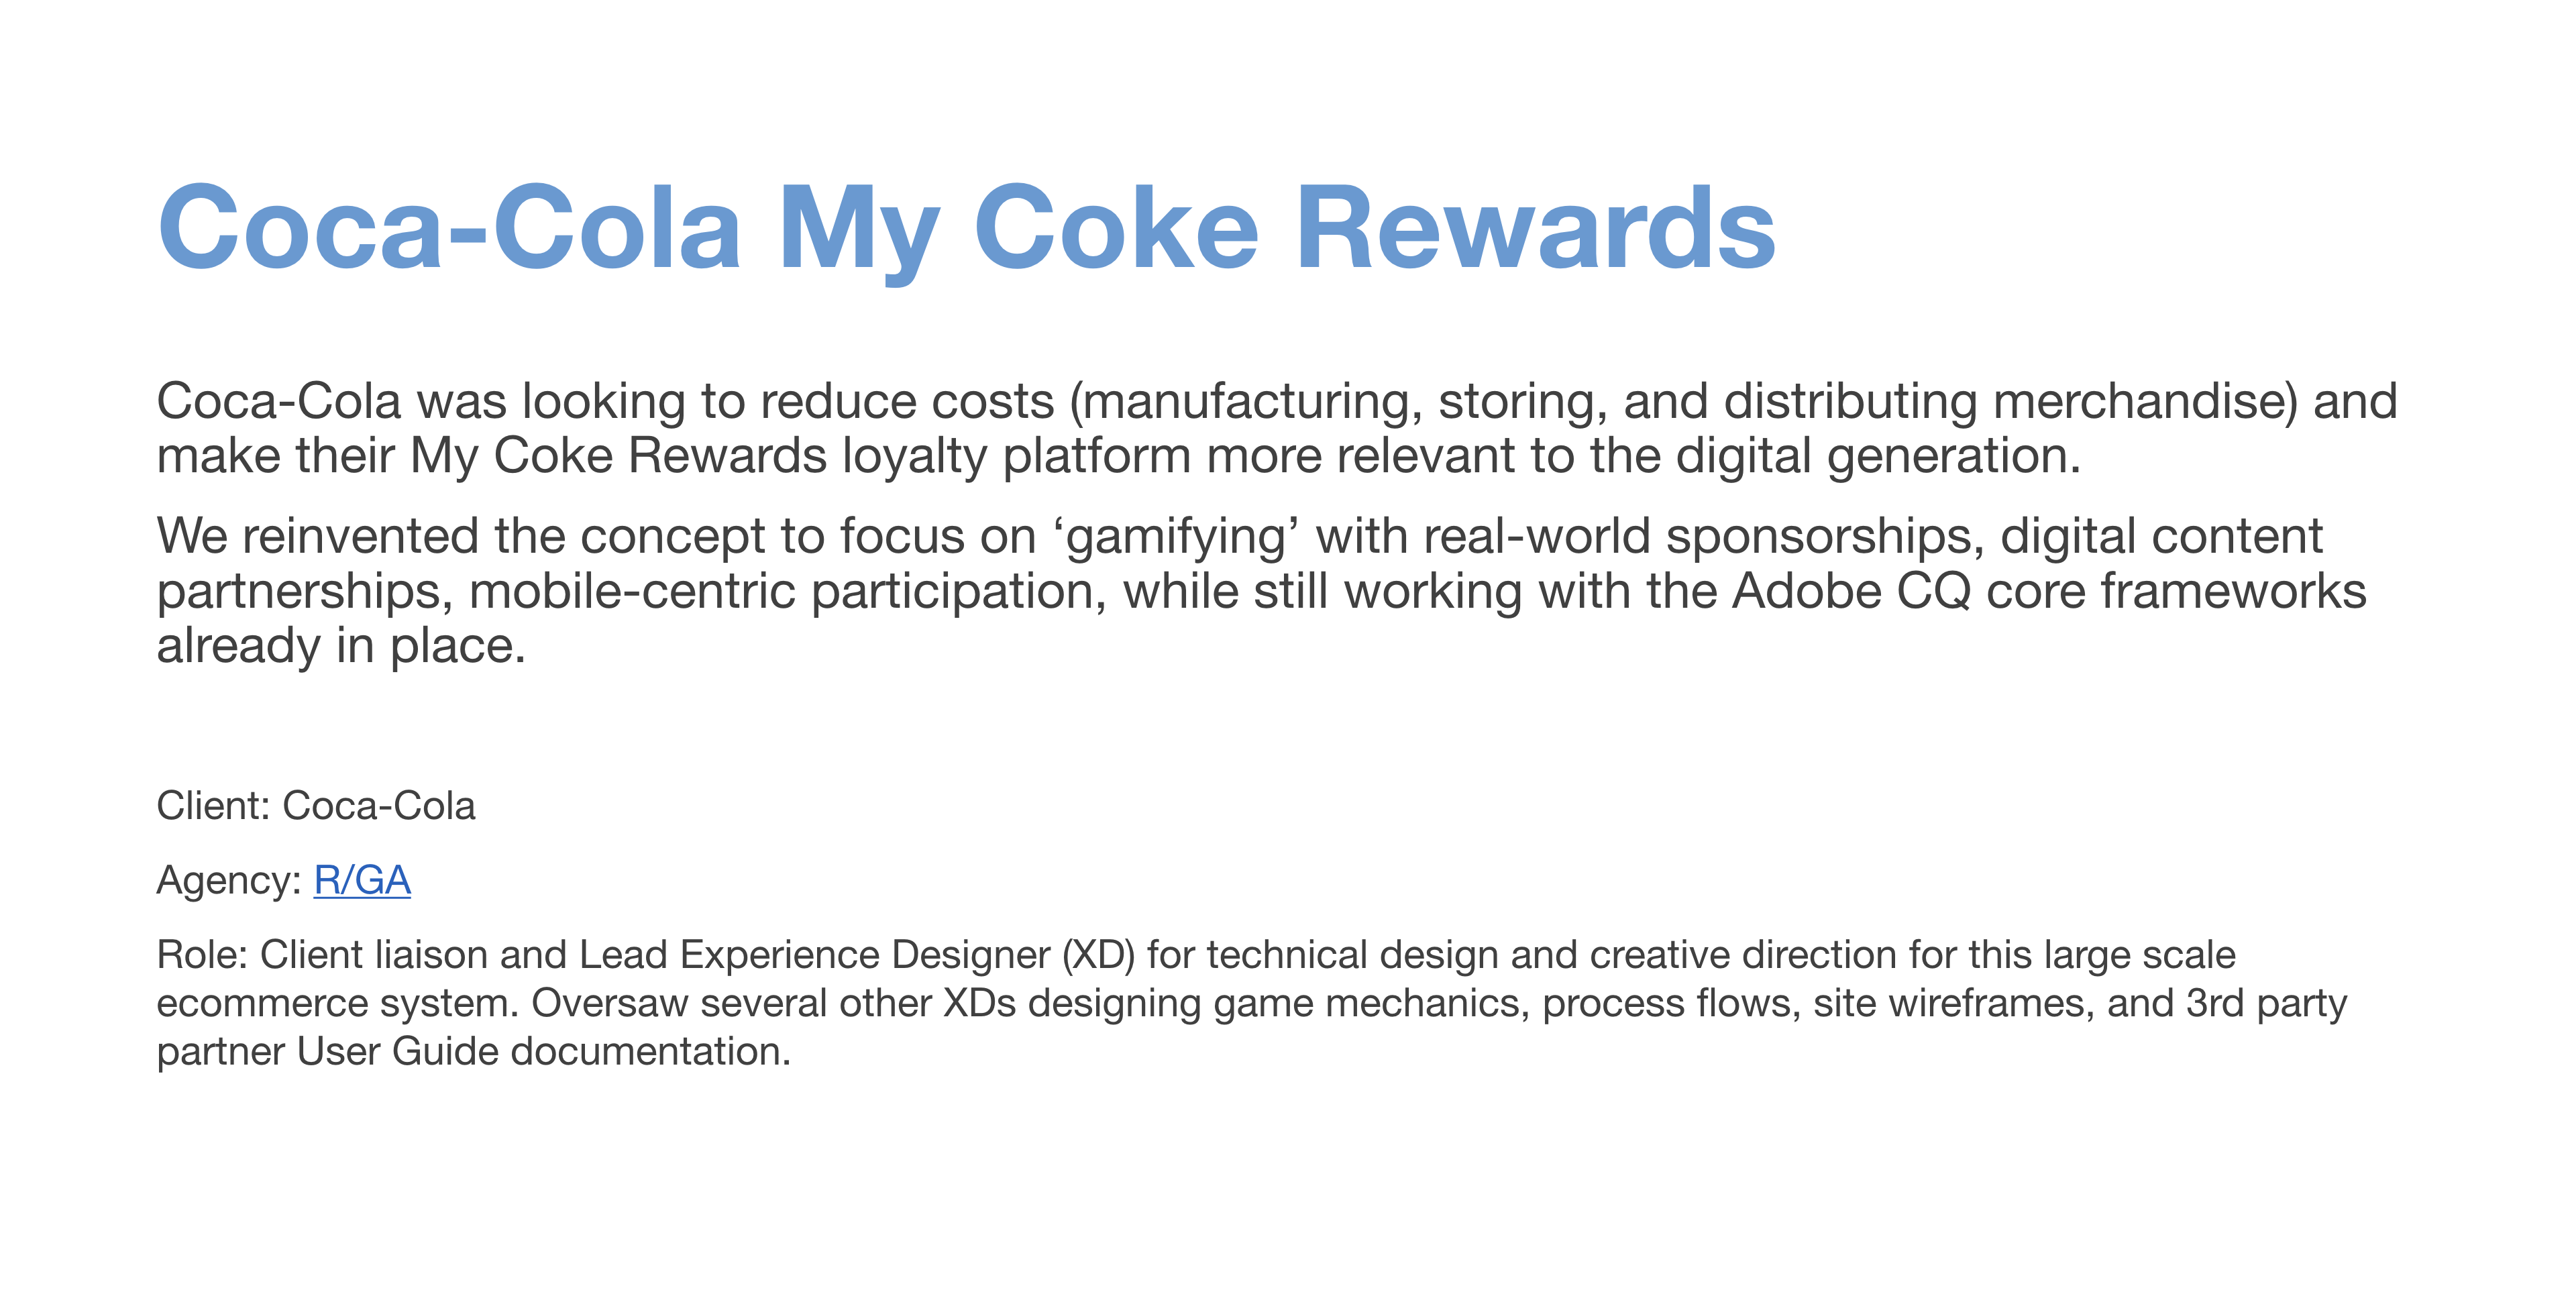 Coca-Cola My Coke Rewards
Coca-Cola was looking to reduce costs (manufacturing, storing, and distributing merchandise) and
make their My Coke Rewards loyalty platform more relevant to the digital generation.
We reinvented the concept to focus on ‘gamifying’ with real-world sponsorships, digital content
partnerships, mobile-centric participation, while still working with the Adobe CQ core frameworks
already in place.
Client: Coca-Cola
Agency: R/GA
Role: Client liaison and Lead Experience Designer (XD) for technical design and creative direction for this large scale
ecommerce system. Oversaw several other XDs designing game mechanics, process flows, site wireframes, and 3rd party
partner User Guide documentation.